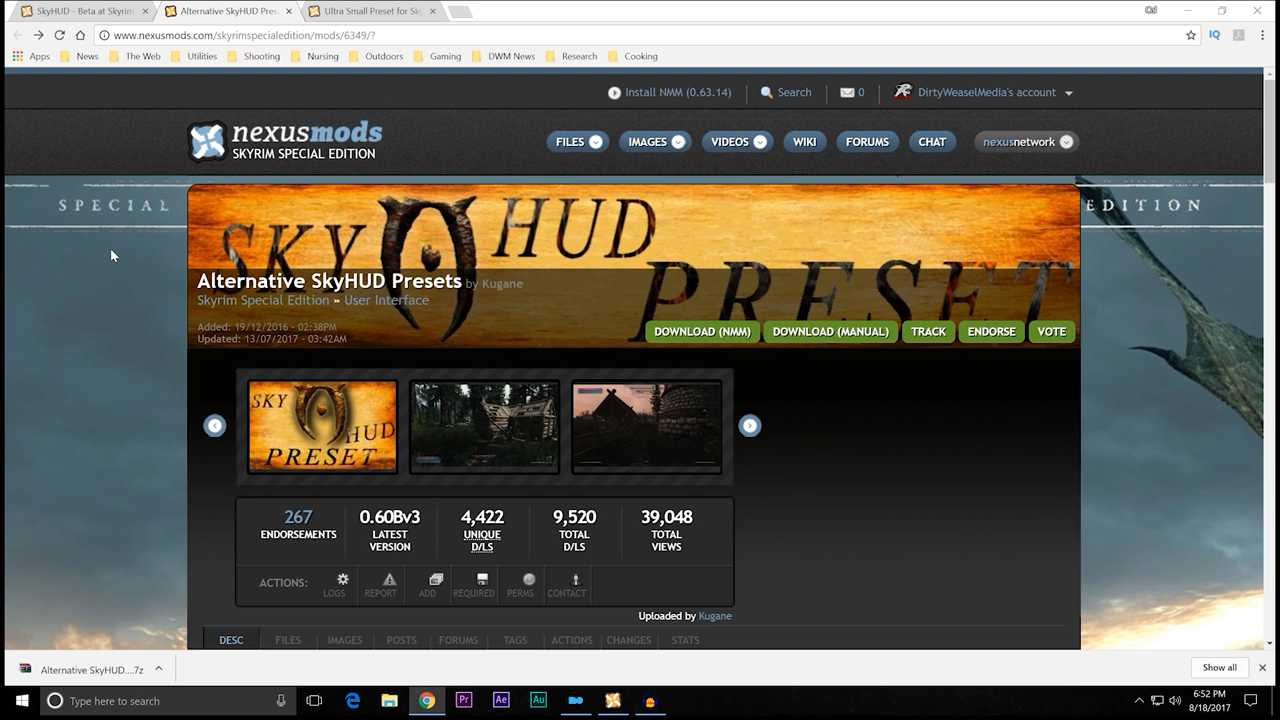 SkyHUD - Beta at Skyrim
Alternative SkyHUD Pres
Ultra Small Preset for Sk
www.nexusmods.com/skyrimspecialedition/mods/6349/?
Apps News The Web Utilities Shooting Nursing Outdoors Gaming DWM News Research Cooking
Install NMM (0.63.14) Search 0 DirtyWeaselMedia's account
nexusmods
SKYRIM SPECIAL EDITION
FILES IMAGES VIDEOS WIKI FORUMS CHAT nexusnetwork
SPECIAL EDITION
SKY HUD
PRESET
Alternative SkyHUD Presets by Kugane
Skyrim Special Edition » User Interface
Added: 19/12/2016 - 02:38PM
Updated: 13/07/2017 - 03:42AM
DOWNLOAD (NMM) DOWNLOAD (MANUAL) TRACK ENDORSE VOTE
SKY
HUD
PRESET
267 0.60Bv3 4,422 9,520 39,048
ENDORSEMENTS LATEST UNIQUE TOTAL TOTAL
VERSION D/LS D/LS VIEWS
ACTIONS: LOGS REPORT ADD REQUIRED PERMS CONTACT
Uploaded by Kugane
DESC FILES IMAGES POSTS FORUMS TAGS ACTIONS CHANGES STATS
Alternative SkyHUD....7z
Show all
Type here to search
Pr Ae Au
6:52 PM
8/18/2017